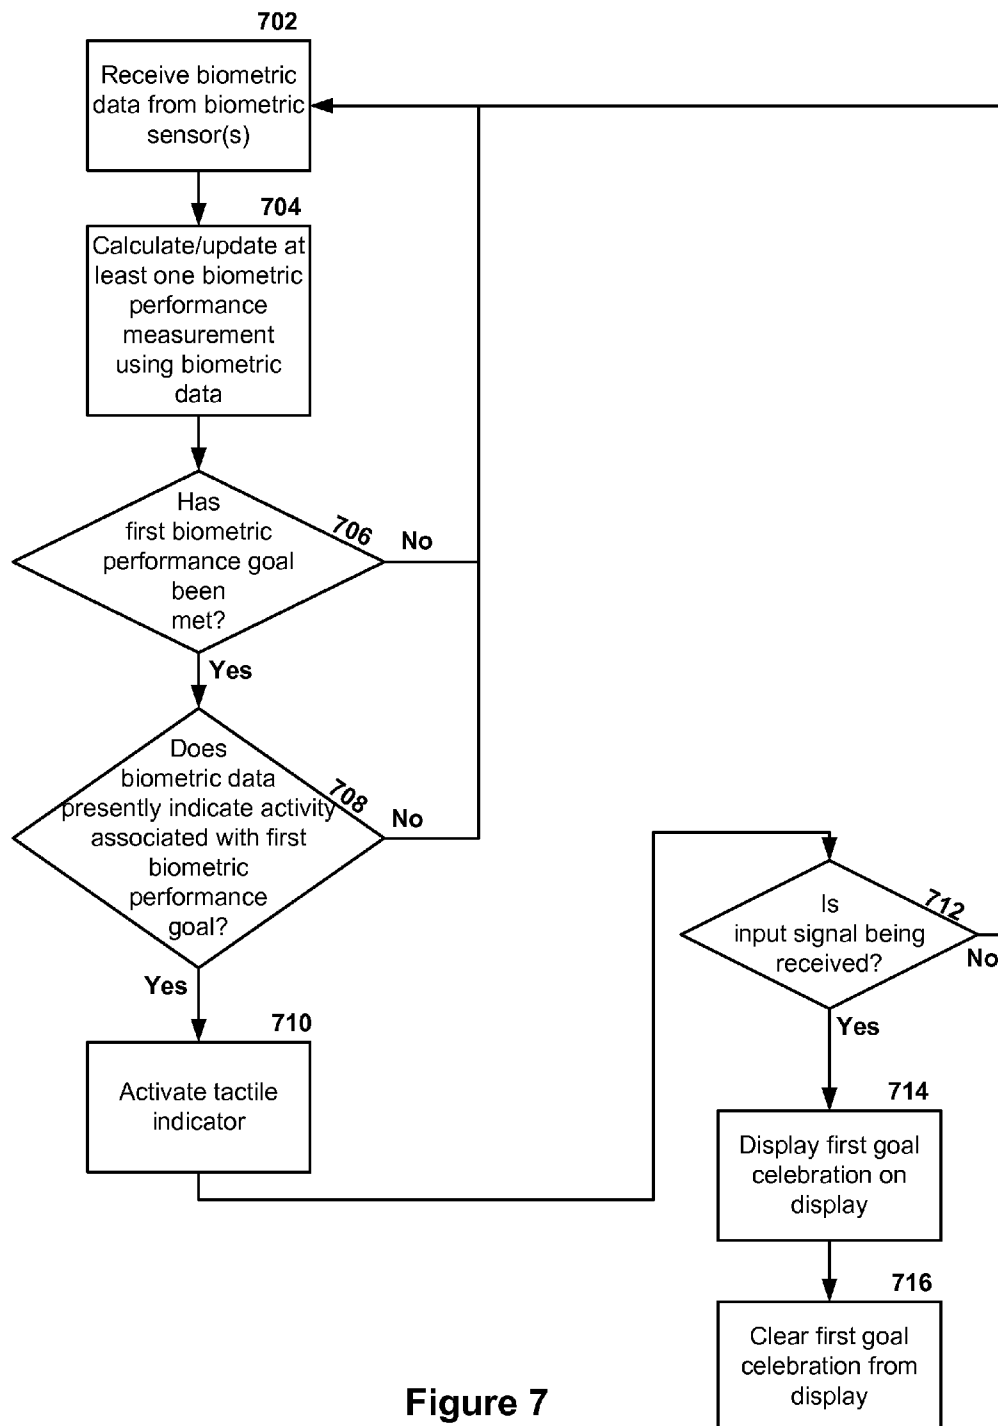 702
Receive biometric
data from biometric
sensor(s)
704
Calculate/update at
least one biometric
performance
measurement
using biometric
data
Has
first biometric
performance goal
been
met?
706
No
Yes
Does
biometric data
presently indicate activity
associated with first
biometric
performance
goal?
708
No
Yes
710
Activate tactile
indicator
Is
input signal being
received?
712
No
Yes
714
Display first goal
celebration on
display
716
Clear first goal
celebration from
display
Figure 7